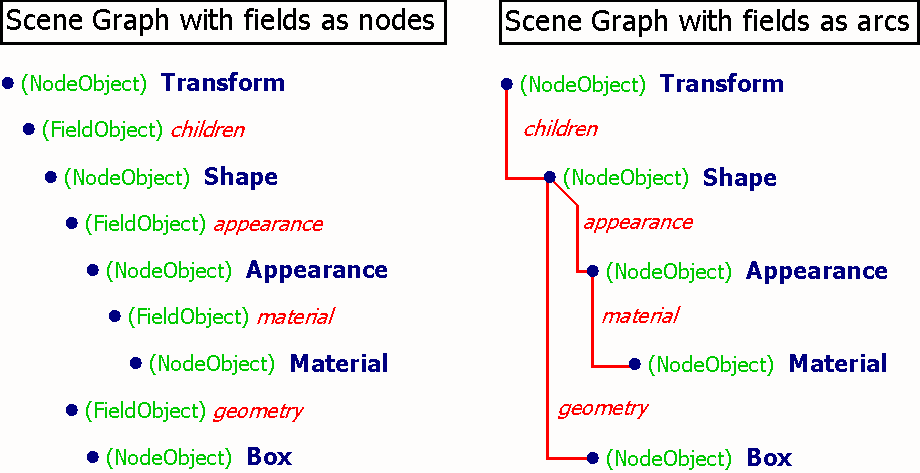 Scene Graph with fields as nodes
(NodeObject) Transform
(FieldObject) children
(NodeObject) Shape
(FieldObject) appearance
(NodeObject) Appearance
(FieldObject) material
(NodeObject) Material
(FieldObject) geometry
(NodeObject) Box
Scene Graph with fields as arcs
(NodeObject) Transform
children
(NodeObject) Shape
appearance
(NodeObject) Appearance
material
(NodeObject) Material
geometry
(NodeObject) Box